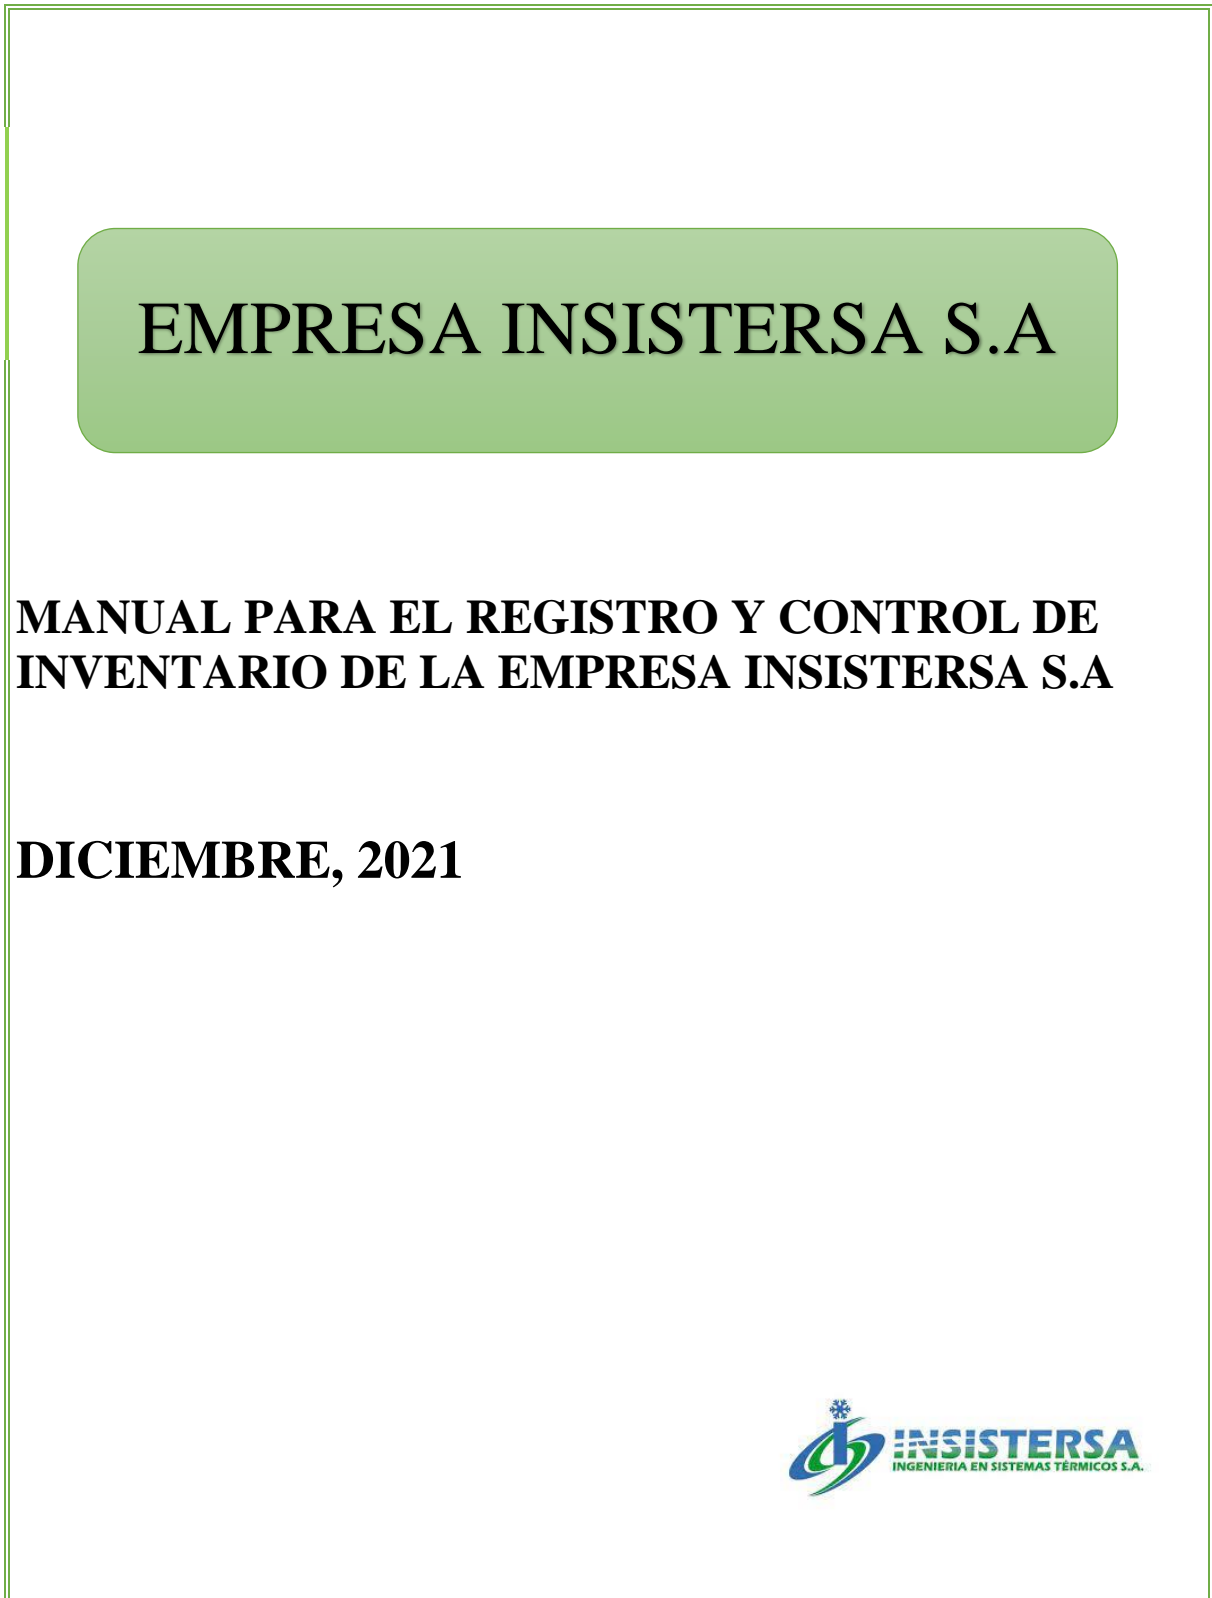 EMPRESA INSISTERSA S.A
MANUAL PARA EL REGISTRO Y CONTROL DE
INVENTARIO DE LA EMPRESA INSISTERSA S.A
DICIEMBRE, 2021
INSISTERSA
INGENIERIA EN SISTEMAS TÉRMICOS S.A.